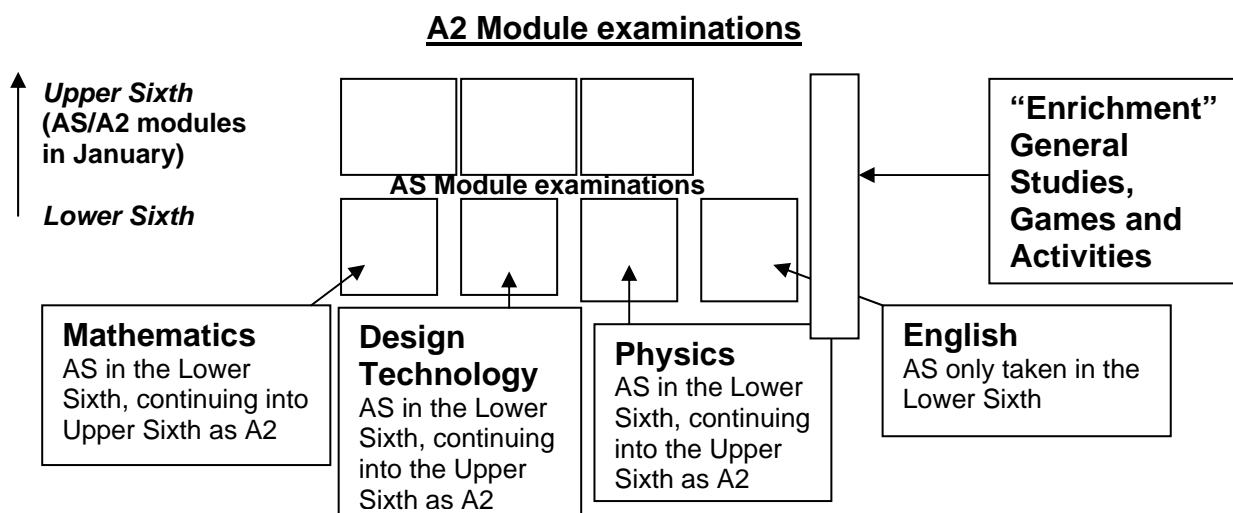 A2 Module examinations
Upper Sixth
(AS/A2 modules
in January)
Lower Sixth
AS Module examinations
“Enrichment”
General
Studies,
Games and
Activities
Mathematics
AS in the Lower
Sixth, continuing into
Upper Sixth as A2
Design
Technology
AS in the Lower
Sixth, continuing
into the Upper
Sixth as A2
Physics
AS in the Lower
Sixth, continuing
into the Upper
Sixth as A2
English
AS only taken in the
Lower Sixth